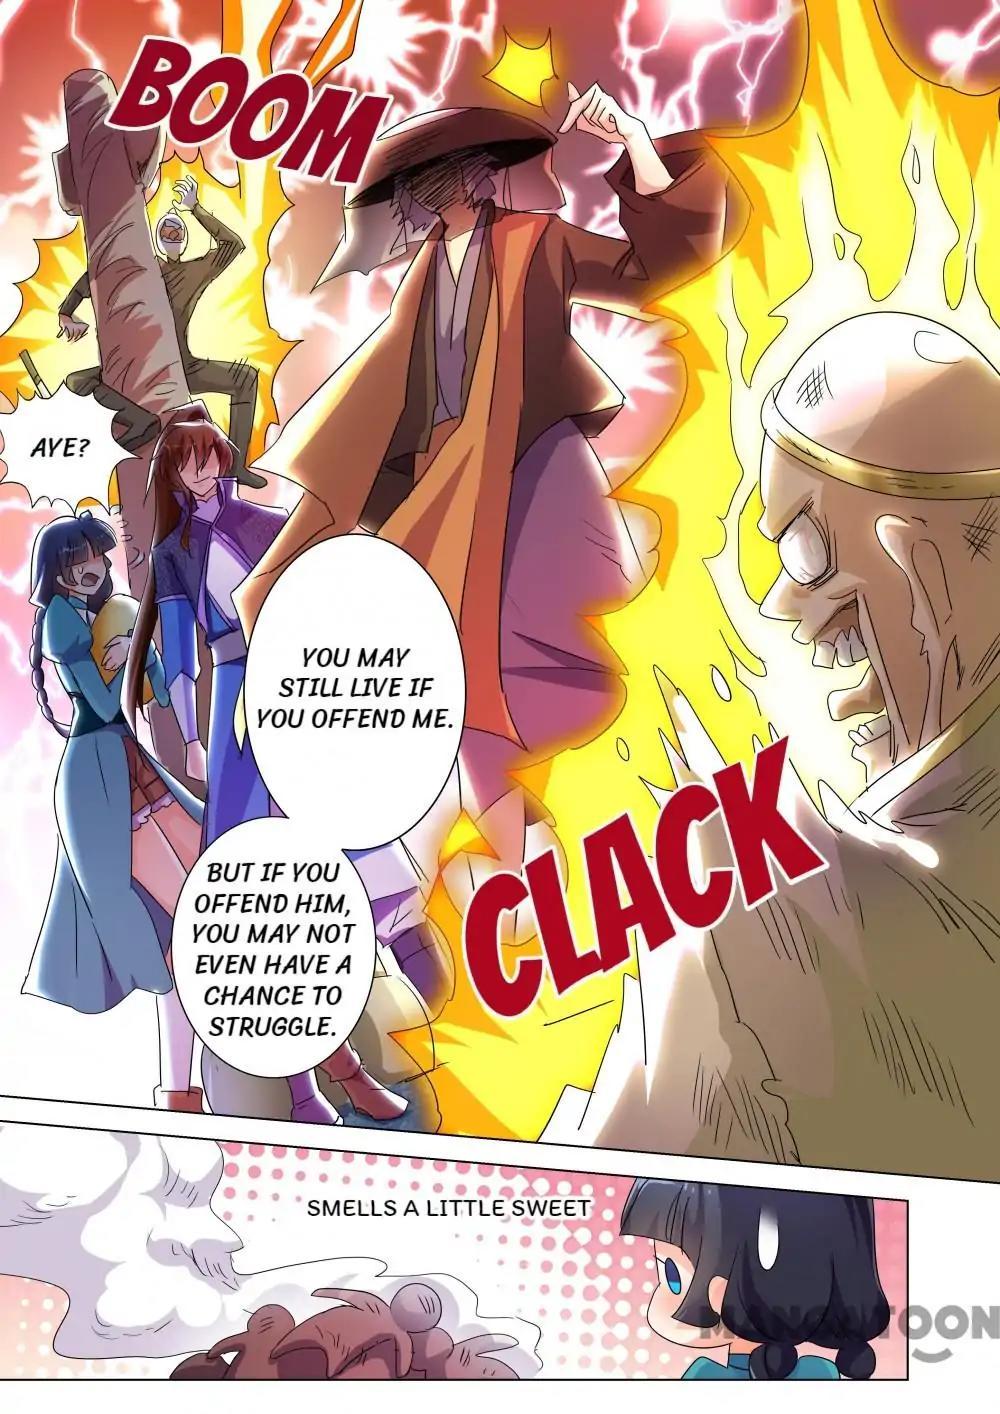 BOOM
AYE?
YOU MAY
STILL LIVE IF
YOU OFFEND ME.
CLACK
BUT IF YOU
OFFEND HIM,
YOU MAY NOT
EVEN HAVE A
CHANCE TO
STRUGGLE.
SMELLS A LITTLE SWEET
MANGATOON